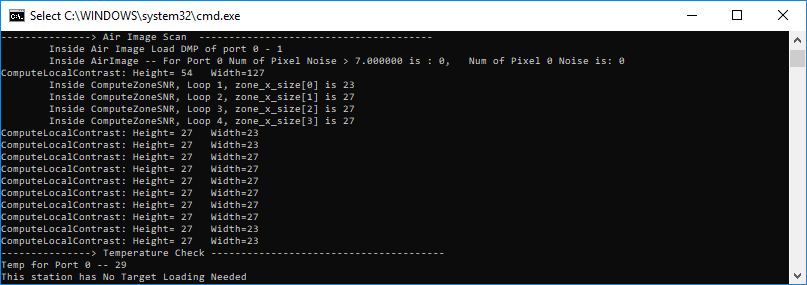 Select C:\WINDOWS\system32\cmd.exe
---------------> Air Image Scan  ---------------------------------------
        Inside Air Image Load DMP of port 0 - 1
        Inside AirImage -- For Port 0 Num of Pixel Noise > 7.000000 is : 0,   Num of Pixel 0 Noise is: 0
ComputeLocalContrast: Height= 54   Width=127
        Inside ComputeZoneSNR, Loop 1, zone_x_size[0] is 23
        Inside ComputeZoneSNR, Loop 2, zone_x_size[1] is 27
        Inside ComputeZoneSNR, Loop 3, zone_x_size[2] is 27
        Inside ComputeZoneSNR, Loop 4, zone_x_size[3] is 27
ComputeLocalContrast: Height= 27   Width=23
ComputeLocalContrast: Height= 27   Width=23
ComputeLocalContrast: Height= 27   Width=27
ComputeLocalContrast: Height= 27   Width=27
ComputeLocalContrast: Height= 27   Width=27
ComputeLocalContrast: Height= 27   Width=27
ComputeLocalContrast: Height= 27   Width=27
ComputeLocalContrast: Height= 27   Width=27
ComputeLocalContrast: Height= 27   Width=23
ComputeLocalContrast: Height= 27   Width=23
---------------> Temperature Check ---------------------------------------
Temp for Port 0 -- 29
This station has No Target Loading Needed